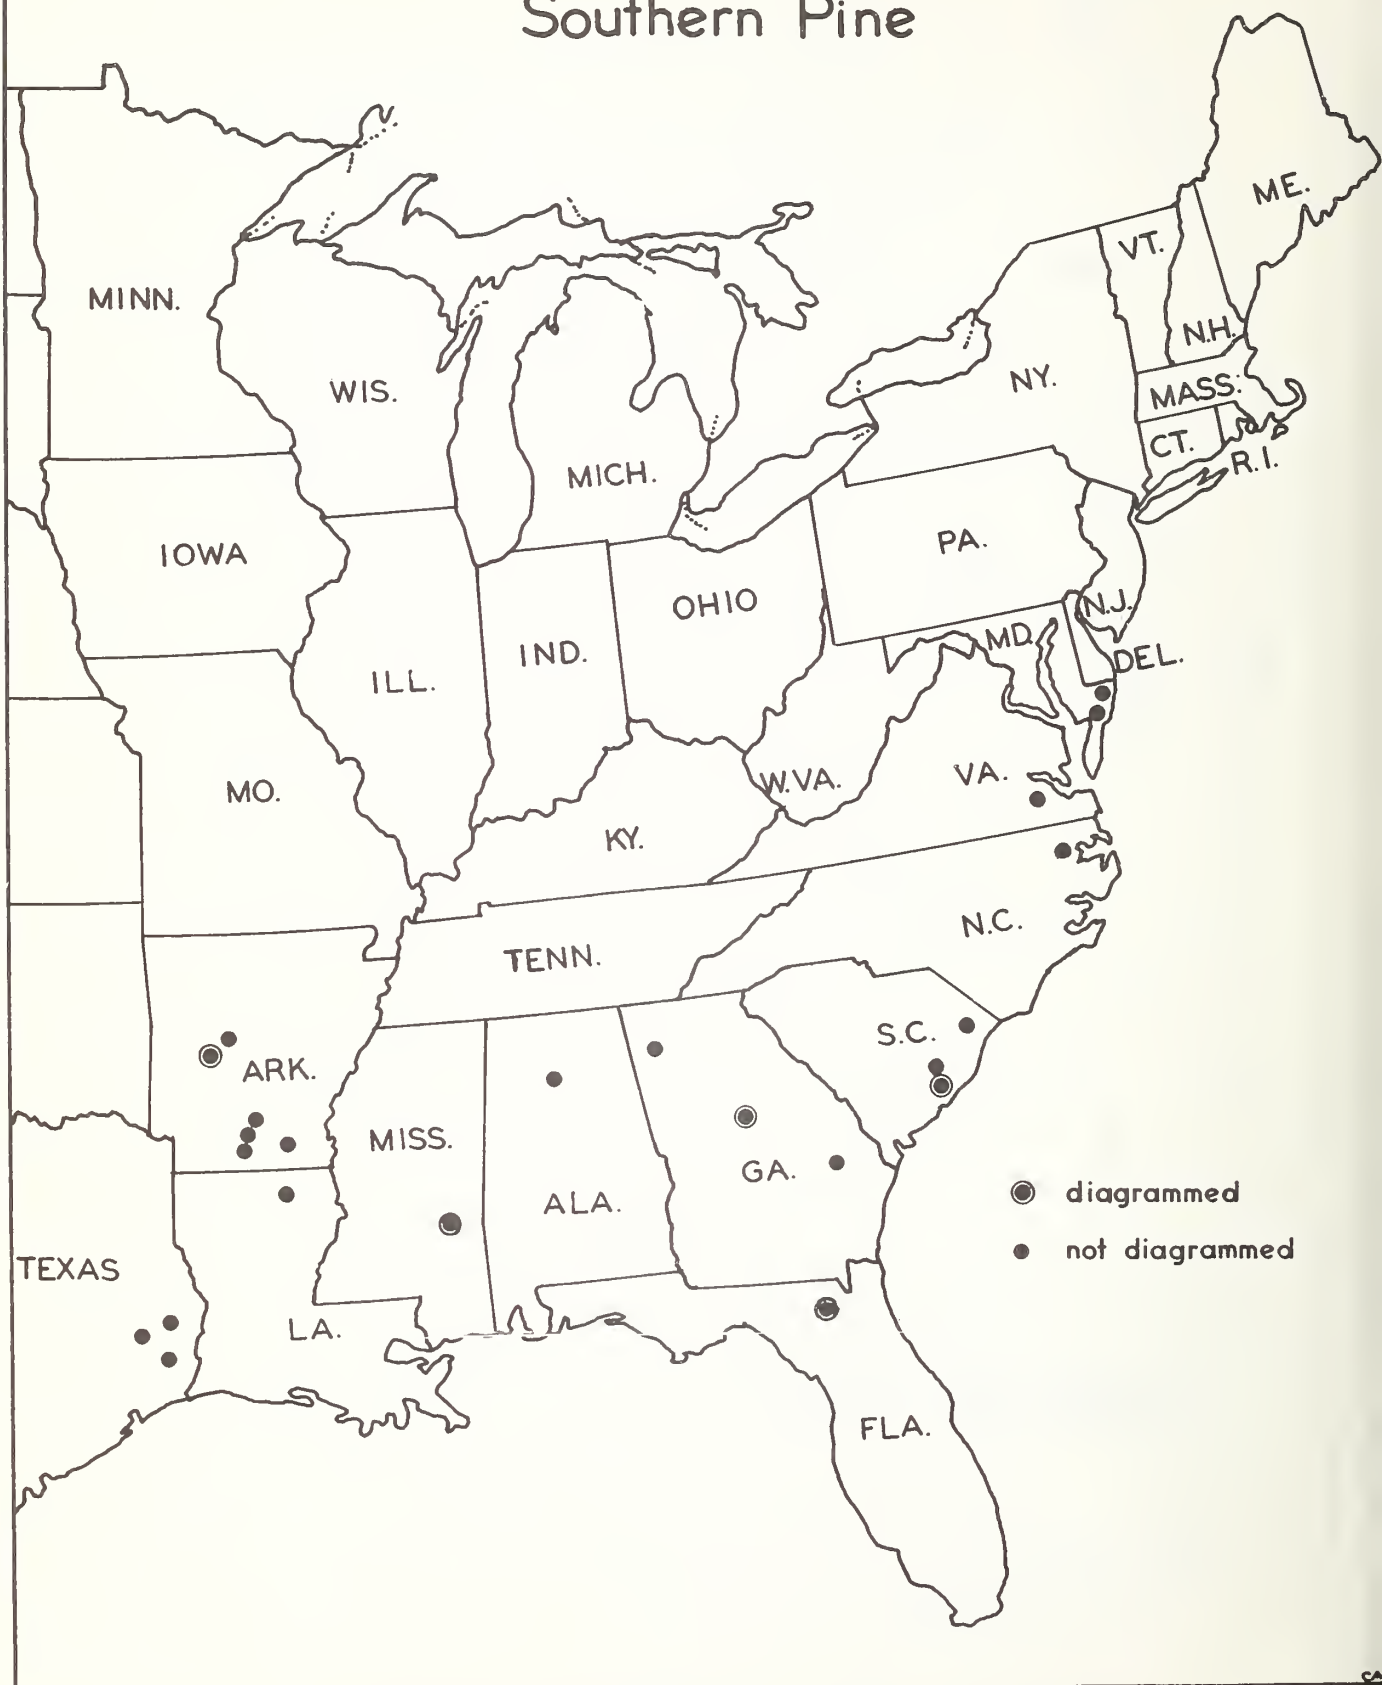 Southern Pine
ME.
VT.
MINN.
N.H.
WIS.
NY.
MASS.
CT.
R.I.
MICH.
PA.
IOWA
OHIO
N.J.
MD.
IND.
DEL.
ILL.
W.VA.
VA.
MO.
KY.
N.C.
TENN.
S.C.
ARK.
MISS.
GA.
ALA.
diagrammed
not diagrammed
TEXAS
LA.
FLA.
CA